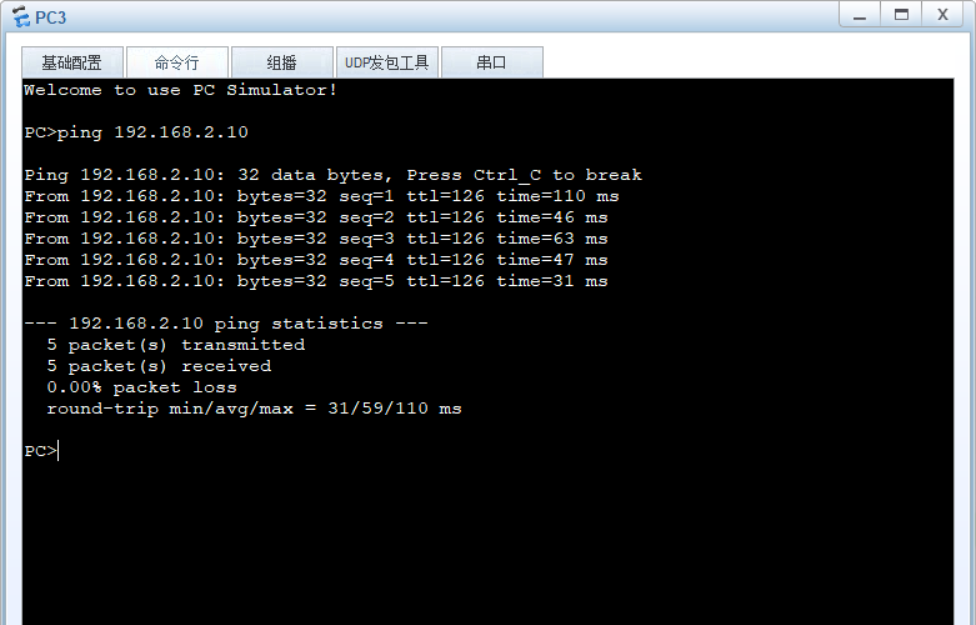 PC3
基础配置 命令行 组播 UDP发包工具 串口
Welcome to use PC Simulator!
PC>ping 192.168.2.10
Ping 192.168.2.10: 32 data bytes, Press Ctrl_C to break
From 192.168.2.10: bytes=32 seq=1 ttl=126 time=110 ms
From 192.168.2.10: bytes=32 seq=2 ttl=126 time=46 ms
From 192.168.2.10: bytes=32 seq=3 ttl=126 time=63 ms
From 192.168.2.10: bytes=32 seq=4 ttl=126 time=47 ms
From 192.168.2.10: bytes=32 seq=5 ttl=126 time=31 ms
--- 192.168.2.10 ping statistics ---
5 packet(s) transmitted
5 packet(s) received
0.00% packet loss
round-trip min/avg/max = 31/59/110 ms
PC>